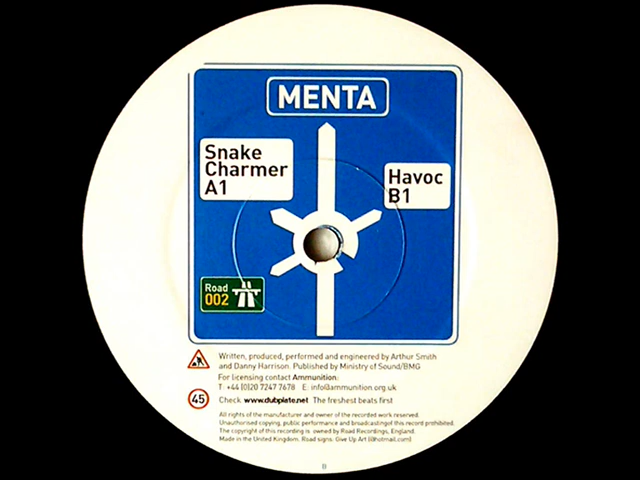 MENTA
Snake
Charmer
A1
Havoc
B1
Road
002
Written, produced, performed and engineered by Arthur Smith
and Danny Harrison. Published by Ministry of Sound/BMG
For licensing contact Ammunition:
T: +44 (0)20 7247 7678 E: info@ammunition.org.uk
45 Check www.dubplate.net The freshest beats first
All rights of the manufacturer and owner of the recorded work reserved.
Unauthorised copying, public performance and broadcastingof this record prohibited.
The copyright of this recording is owned by Road Recordings, England.
Made in the United Kingdom. Road signs: Give Up Art
B